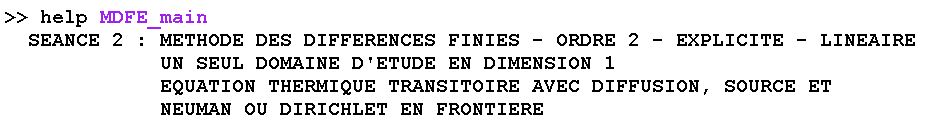 >> help MDFE_main
SEANCE 2 : METHODE DES DIFFERENCES FINIES - ORDRE 2 - EXPLICITE - LINEAIRE
UN SEUL DOMAINE D'ETUDE EN DIMENSION 1
EQUATION THERMIQUE TRANSITOIRE AVEC DIFFUSION, SOURCE ET
NEUMAN OU DIRICHLET EN FRONTIERE